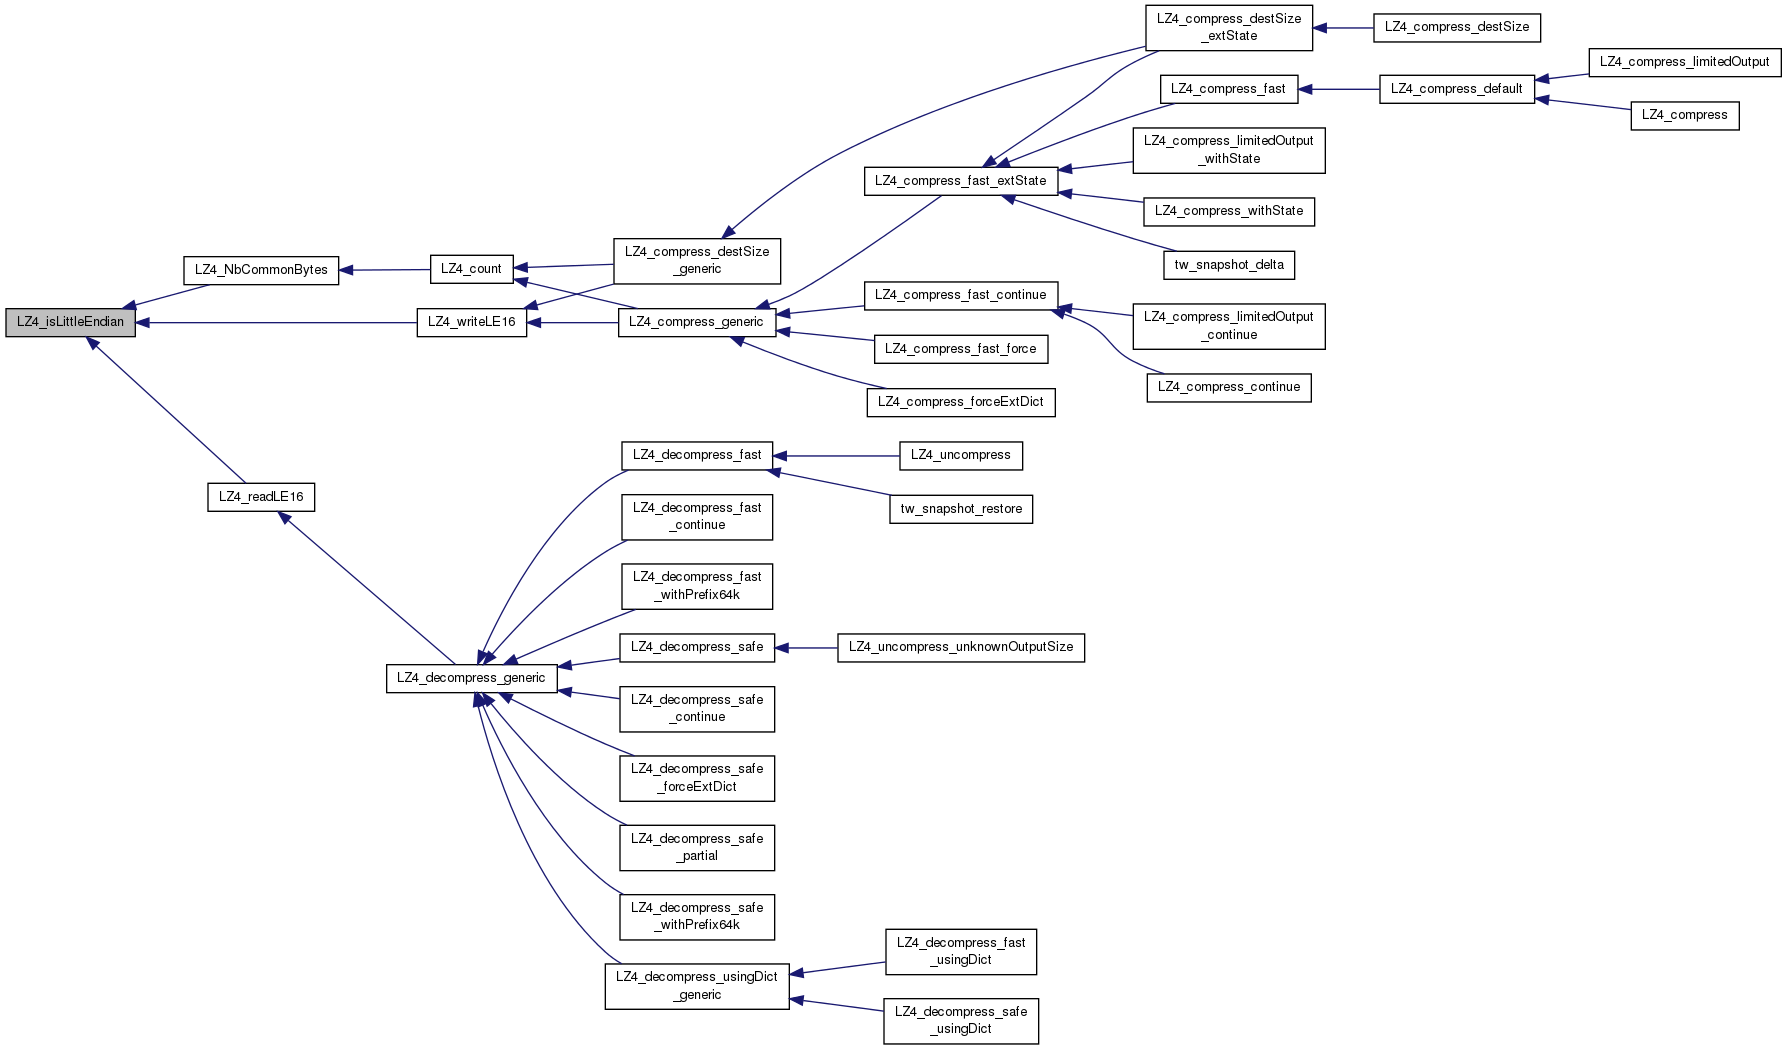 LZ4_compress_destSize
_extState
LZ4_compress_destSize
LZ4_compress_limitedOutput
LZ4_compress_fast
LZ4_compress_default
LZ4_compress
LZ4_compress_limitedOutput
_withState
LZ4_compress_fast_extState
LZ4_compress_withState
LZ4_compress_destSize
_generic
tw_snapshot_delta
LZ4_NbCommonBytes
LZ4_count
LZ4_compress_fast_continue
LZ4_isLittleEndian
LZ4_writeLE16
LZ4_compress_generic
LZ4_compress_limitedOutput
_continue
LZ4_compress_fast_force
LZ4_compress_continue
LZ4_compress_forceExtDict
LZ4_decompress_fast
LZ4_uncompress
LZ4_readLE16
LZ4_decompress_fast
_continue
tw_snapshot_restore
LZ4_decompress_fast
_withPrefix64k
LZ4_decompress_safe
LZ4_uncompress_unknownOutputSize
LZ4_decompress_generic
LZ4_decompress_safe
_continue
LZ4_decompress_safe
_forceExtDict
LZ4_decompress_safe
_partial
LZ4_decompress_safe
_withPrefix64k
LZ4_decompress_fast
_usingDict
LZ4_decompress_usingDict
_generic
LZ4_decompress_safe
_usingDict